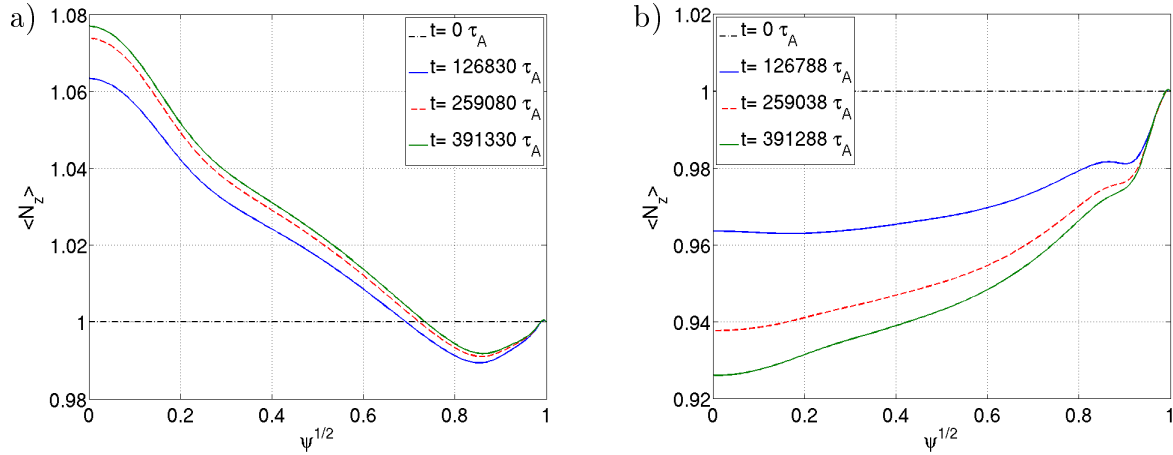 a)
1.08
1.06
1.04
1.02
1
0.98
<N_z>
0 0.2 0.4 0.6 0.8 1
ψ^{1/2}
t= 0 τ_A
t= 126830 τ_A
t= 259080 τ_A
t= 391330 τ_A
b)
1.02
1
0.98
0.96
0.94
0.92
<N_z>
0 0.2 0.4 0.6 0.8 1
ψ^{1/2}
t= 0 τ_A
t= 126788 τ_A
t= 259038 τ_A
t= 391288 τ_A